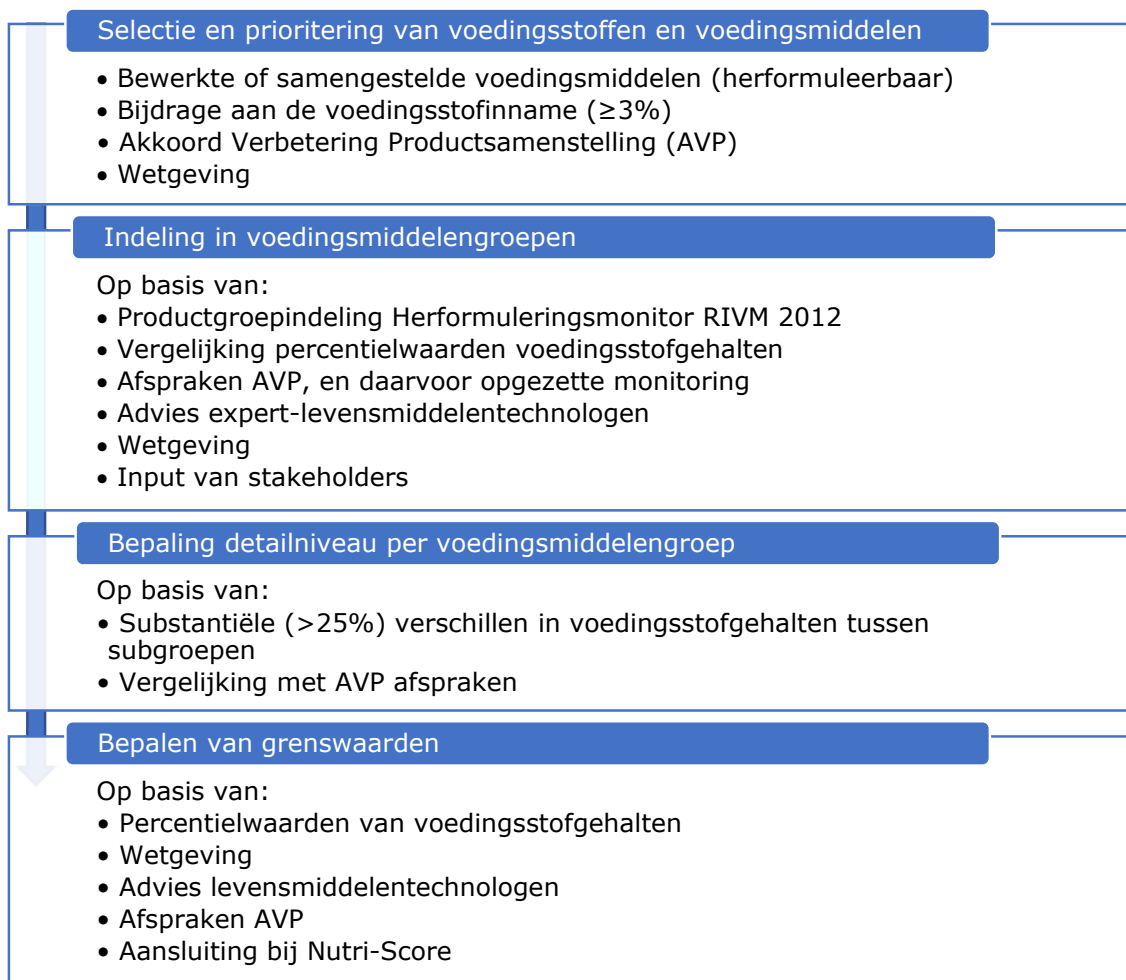 Selectie en prioritering van voedingsstoffen en voedingsmiddelen
• Bewerkte of samengestelde voedingsmiddelen (herformuleerbaar)
• Bijdrage aan de voedingsstofinname (≥3%)
• Akkoord Verbetering Productsamenstelling (AVP)
• Wetgeving
Indeling in voedingsmiddelengroepen
Op basis van:
• Productgroepindeling Herformuleringsmonitor RIVM 2012
• Vergelijking percentielwaarden voedingsstofgehalten
• Afspraken AVP, en daarvoor opgezette monitoring
• Advies expert-levensmiddelentechnologen
• Wetgeving
• Input van stakeholders
Bepaling detailniveau per voedingsmiddelengroep
Op basis van:
• Substantiële (>25%) verschillen in voedingsstofgehalten tussen
subgroepen
• Vergelijking met AVP afspraken
Bepalen van grenswaarden
Op basis van:
• Percentielwaarden van voedingsstofgehalten
• Wetgeving
• Advies levensmiddelentechnologen
• Afspraken AVP
• Aansluiting bij Nutri-Score